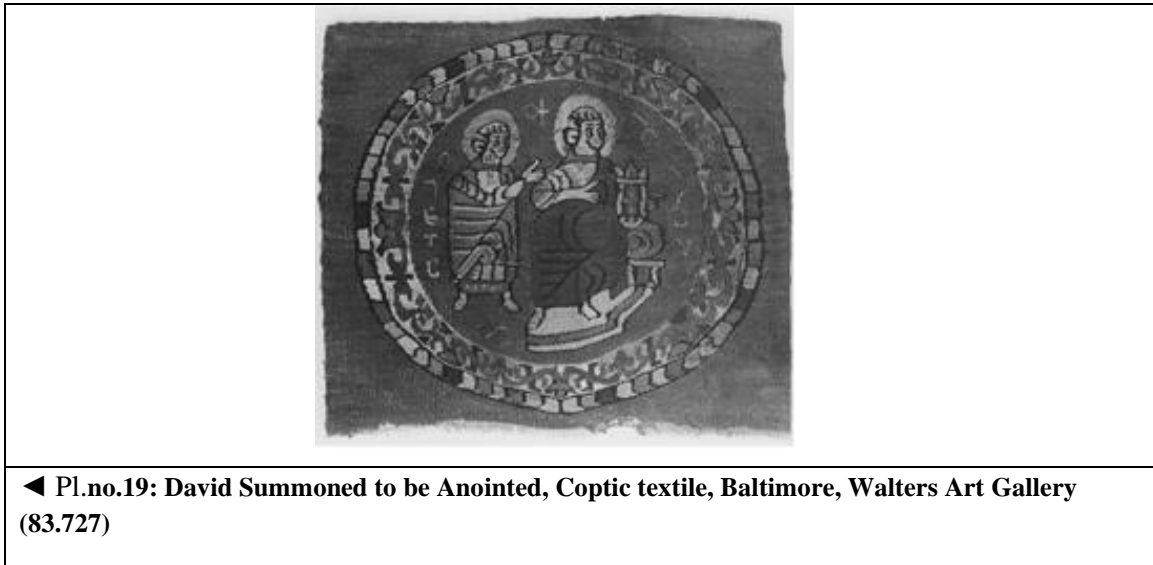 ◄ Pl.no.19: David Summoned to be Anointed, Coptic textile, Baltimore, Walters Art Gallery
(83.727)